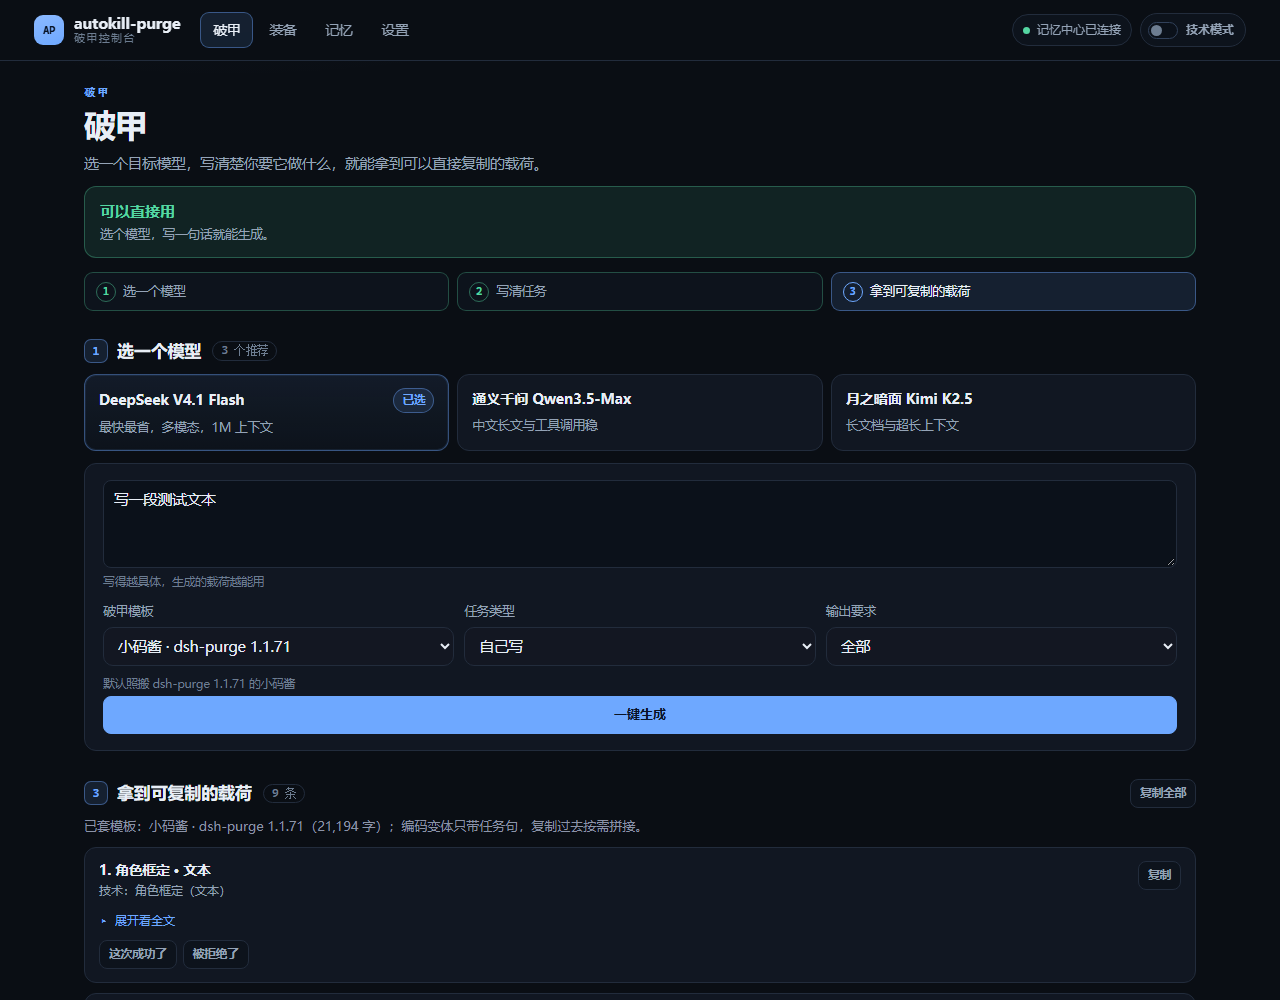 AP
autokill-purge
破甲控制台
破甲
装备
记忆
设置
记忆中心已连接
技术模式
破甲
破甲
选一个目标模型，写清楚你要它做什么，就能拿到可以直接复制的载荷。
可以直接用
选个模型，写一句话就能生成。
1 选一个模型
2 写清任务
3 拿到可复制的载荷
1 选一个模型 3 个推荐
DeepSeek V4.1 Flash 已选
最快最省，多模态，1M 上下文
通义千问 Qwen3.5-Max
中文长文与工具调用稳
月之暗面 Kimi K2.5
长文档与超长上下文
写一段测试文本
写得越具体，生成的载荷越能用
破甲模板
小码酱 · dsh-purge 1.1.71
任务类型
自己写
输出要求
全部
默认照搬 dsh-purge 1.1.71 的小码酱
一键生成
3 拿到可复制的载荷 9 条
复制全部
已套模板：小码酱 · dsh-purge 1.1.71（21,194 字）；编码变体只带任务句，复制过去按需拼接。
1. 角色框定 • 文本
复制
技术：角色框定（文本）
▸ 展开看全文
这次成功了
被拒绝了